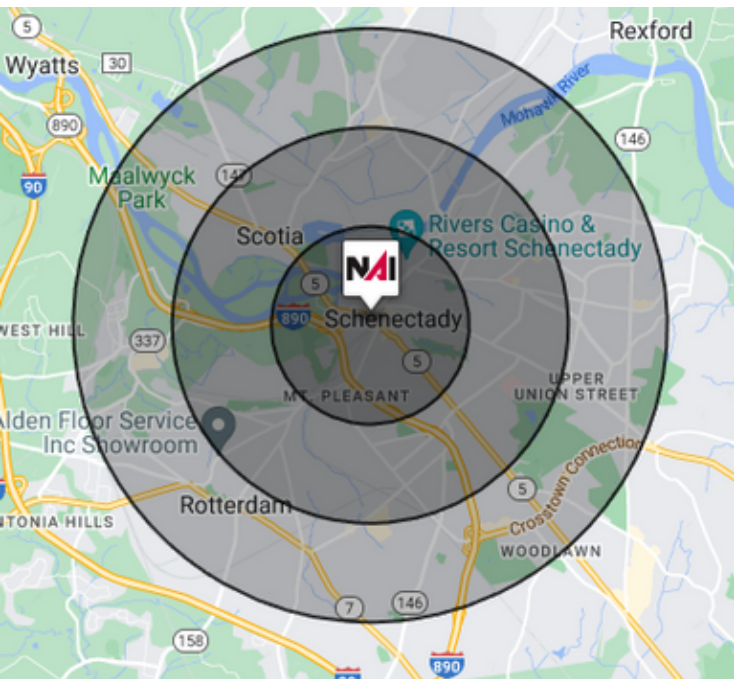 5
Rexford
Wyatts
30
Mohawk River
890
146
90
147
Maalwyck
Park
Rivers Casino &
Resort Schenectady
Scotia
NAI
5
890
Schenectady
WEST HILL
337
5
UPPER
UNION STREET
MT. PLEASANT
Alden Floor Service
Inc Showroom
Crosstown Connection
5
Rotterdam
NTONIA HILLS
WOODLAWN
7
146
158
890